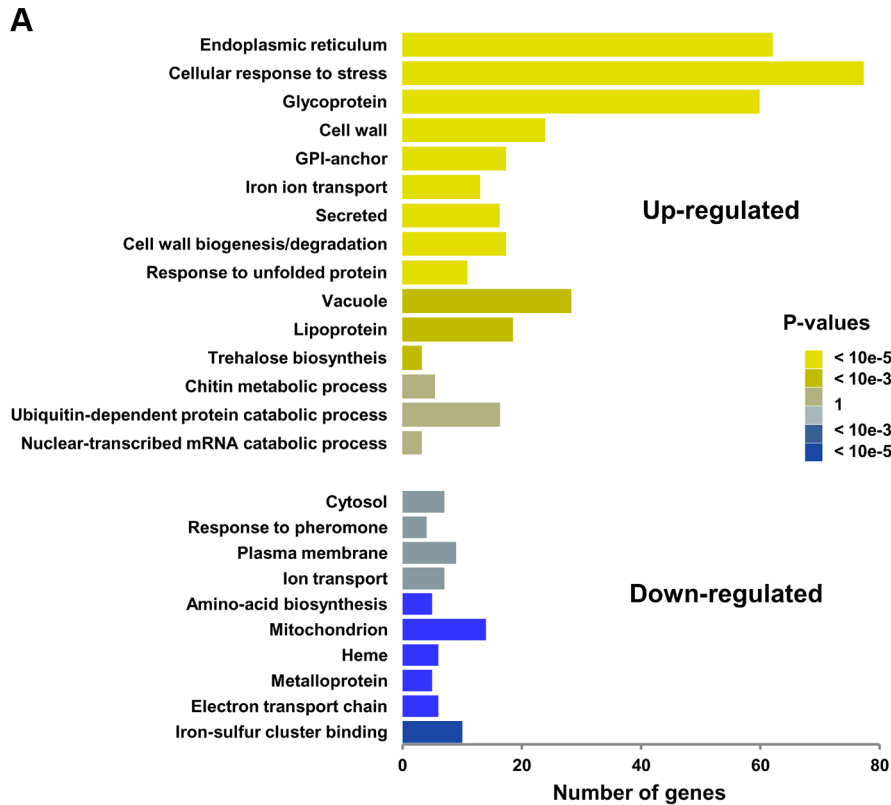 A
Endoplasmic reticulum
Cellular response to stress
Glycoprotein
Cell wall
GPI-anchor
Iron ion transport
Secreted
Cell wall biogenesis/degradation
Response to unfolded protein
Vacuole
Lipoprotein
Trehalose biosyntheis
Chitin metabolic process
Ubiquitin-dependent protein catabolic process
Nuclear-transcribed mRNA catabolic process
Up-regulated
P-values
< 10e-5
< 10e-3
1
< 10e-3
< 10e-5
Cytosol
Response to pheromone
Plasma membrane
Ion transport
Amino-acid biosynthesis
Mitochondrion
Heme
Metalloprotein
Electron transport chain
Iron-sulfur cluster binding
Down-regulated
0 20 40 60 80
Number of genes